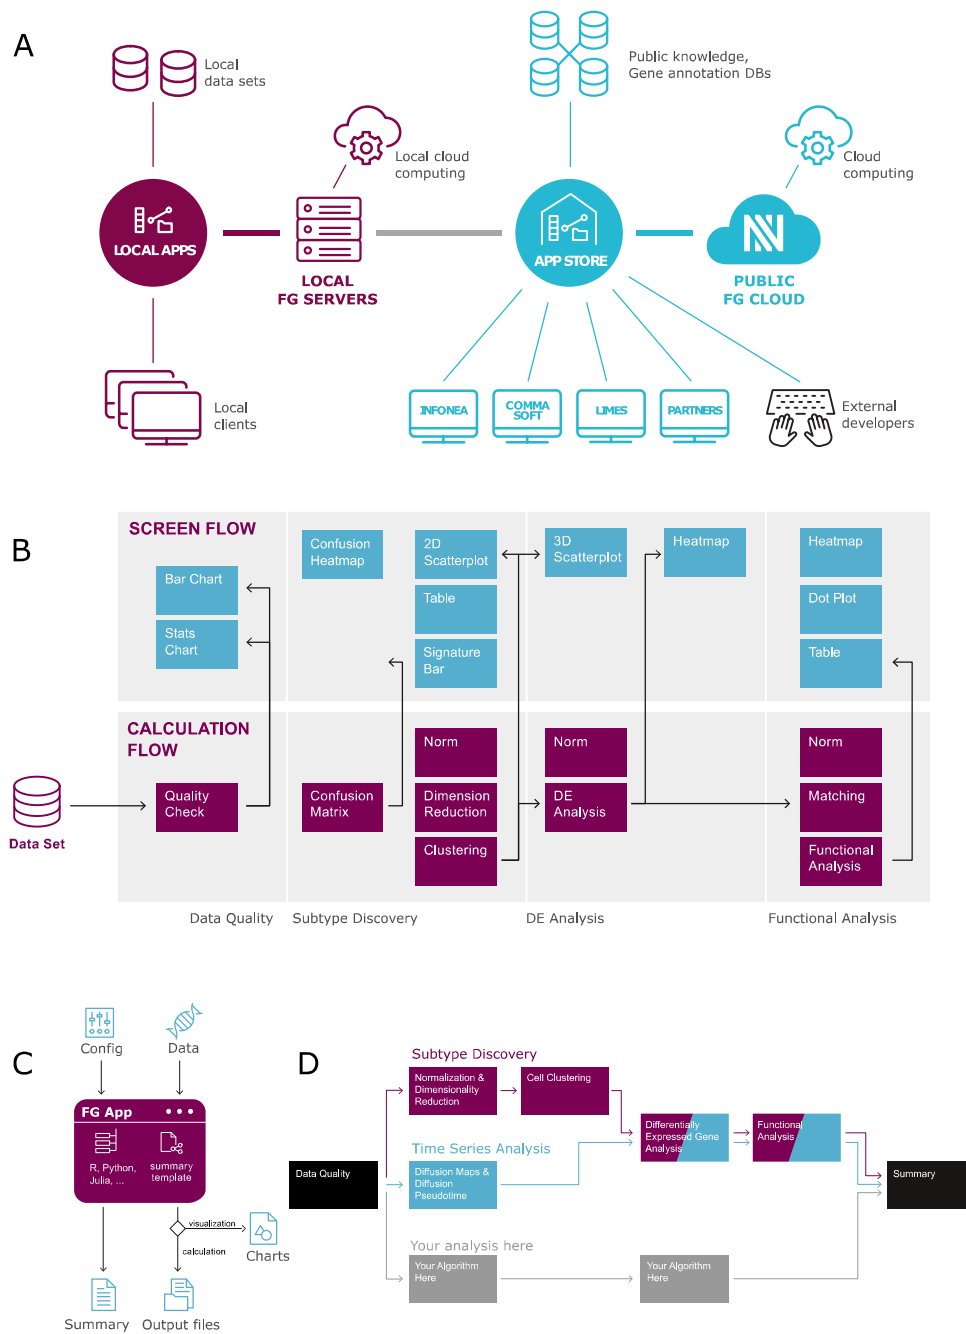 A
Local
data sets
Public knowledge,
Gene annotation DBs
Local cloud
computing
Cloud
computing
LOCAL APPS
APP STORE
LOCAL
FG SERVERS
PUBLIC
FG CLOUD
Local
clients
INFONEA
COMMA
SOFT
LIMES
PARTNERS
External
developers
B
SCREEN FLOW
Confusion
Heatmap
2D
Scatterplot
3D
Scatterplot
Heatmap
Heatmap
Bar Chart
Table
Dot Plot
Stats
Chart
Signature
Bar
Table
CALCULATION
FLOW
Norm
Norm
Norm
Quality
Check
Confusion
Matrix
Dimension
Reduction
DE
Analysis
Matching
Clustering
Functional
Analysis
Data Set
Data Quality
Subtype Discovery
DE Analysis
Functional Analysis
C
Config
Data
FG App
R, Python,
Julia, ...
summary
template
visualization
calculation
Charts
Summary
Output files
D
Subtype Discovery
Normalization &
Dimensionality
Reduction
Cell Clustering
Differentially
Expressed Gene
Analysis
Functional
Analysis
Time Series Analysis
Data Quality
Diffusion Maps &
Diffusion
Pseudotime
Summary
Your analysis here
Your Algorithm
Here
Your Algorithm
Here